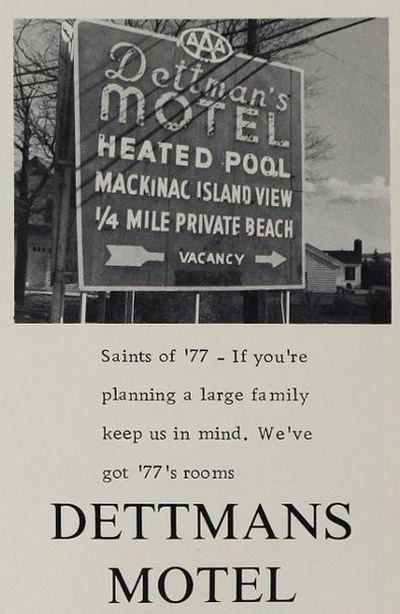 AAA
Dettman's
MOTEL
HEATED POOL
MACKINAC ISLAND VIEW
1/4 MILE PRIVATE BEACH
VACANCY
Saints of '77 - If you're
planning a large family
keep us in mind. We've
got '77's rooms
DETTMANS
MOTEL